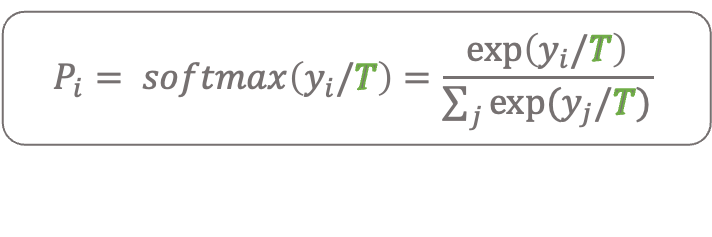 P_i = softmax(y_i/T) = exp(y_i/T) / ∑_j exp(y_j/T)